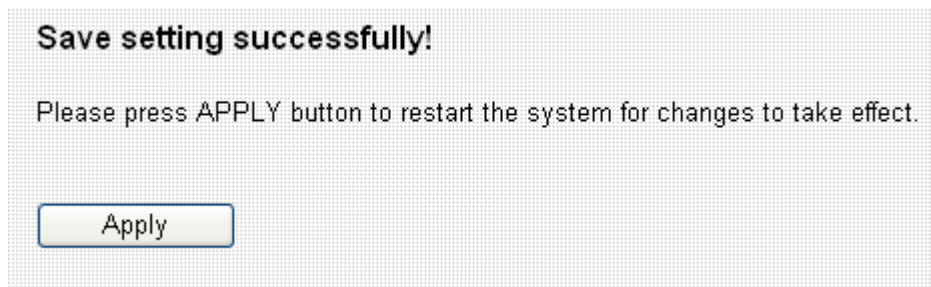 Save setting successfully!
Please press APPLY button to restart the system for changes to take effect.
Apply